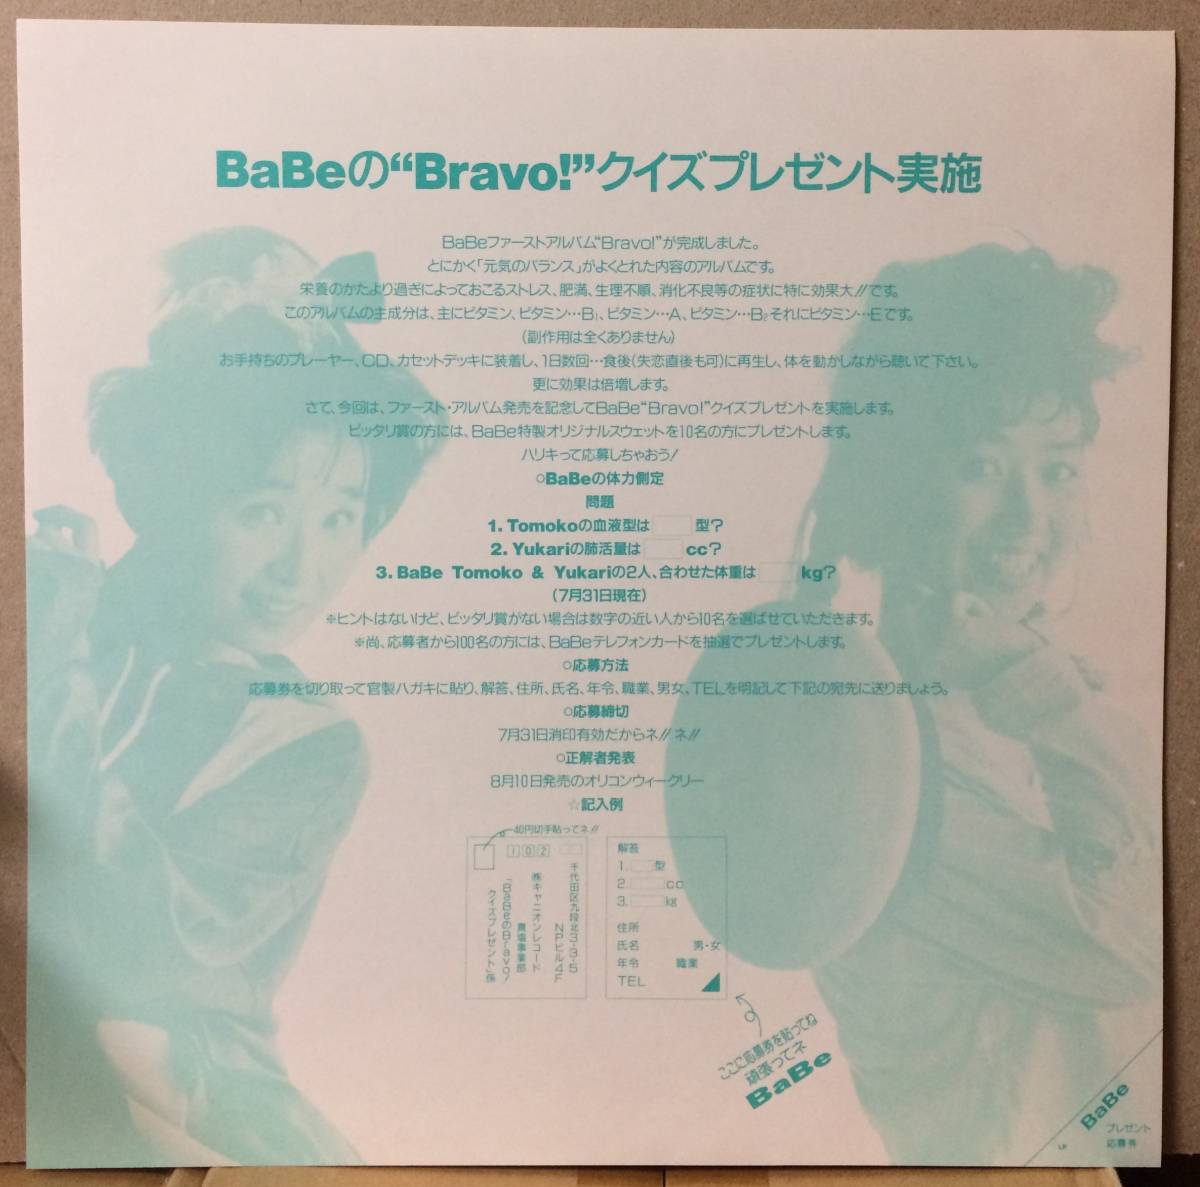 BaBeの“Bravo!”クイズプレゼント実施
BaBeファーストアルバム“Bravo!”が完成しました。
とにかく「元気のバランス」がよくとれた内容のアルバムです。
栄養のかたより過ぎによっておこるストレス、肥満、生理不順、消化不良等の症状に特に効果大!!です。
このアルバムの主成分は、主にビタミン、ビタミン…B₁、ビタミン…A、ビタミン…B₂それにビタミン…Eです。
(副作用は全くありません)
お手持ちのプレーヤー、CD、カセットデッキに装着し、1日数回…食後(失恋直後も可)に再生し、体を動かしながら聴いて下さい。
更に効果は倍増します。
さて、今回は、ファースト・アルバム発売を記念してBaBe“Bravo!”クイズプレゼントを実施します。
ピッタリ賞の方には、BaBe特製オリジナルスウェットを10名の方にプレゼントします。
ハリキって応募しちゃおう!
○BaBeの体力側定
問題
1. Tomokoの血液型は 型?
2. Yukariの肺活量は cc?
3. BaBe Tomoko & Yukariの2人、合わせた体重は kg?
(7月31日現在)
※ヒントはないけど、ピッタリ賞がない場合は数字の近い人から10名を選ばせていただきます。
※尚、応募者から100名の方には、BaBeテレフォンカードを抽選でプレゼントします。
○応募方法
応募券を切り取って官製ハガキに貼り、解答、住所、氏名、年令、職業、男女、TELを明記して下記の宛先に送りましょう。
○応募締切
7月31日消印有効だからネ!!ネ!!
○正解者発表
8月10日発売のオリコンウィークリー
☆記入例
40円切手貼ってネ!!
102
千代田区九段北3-3-5
NPビル4F
㈱キャニオンレコード
「BaBeのBravo!
クイズプレゼント」係
解答
1. 型
2. cc
3. kg
住所
氏名 男・女
年令 職業
TEL
ここに応募券を貼ってね
頑張ってネ
BaBe
BaBe
プレゼント
応募券
LP